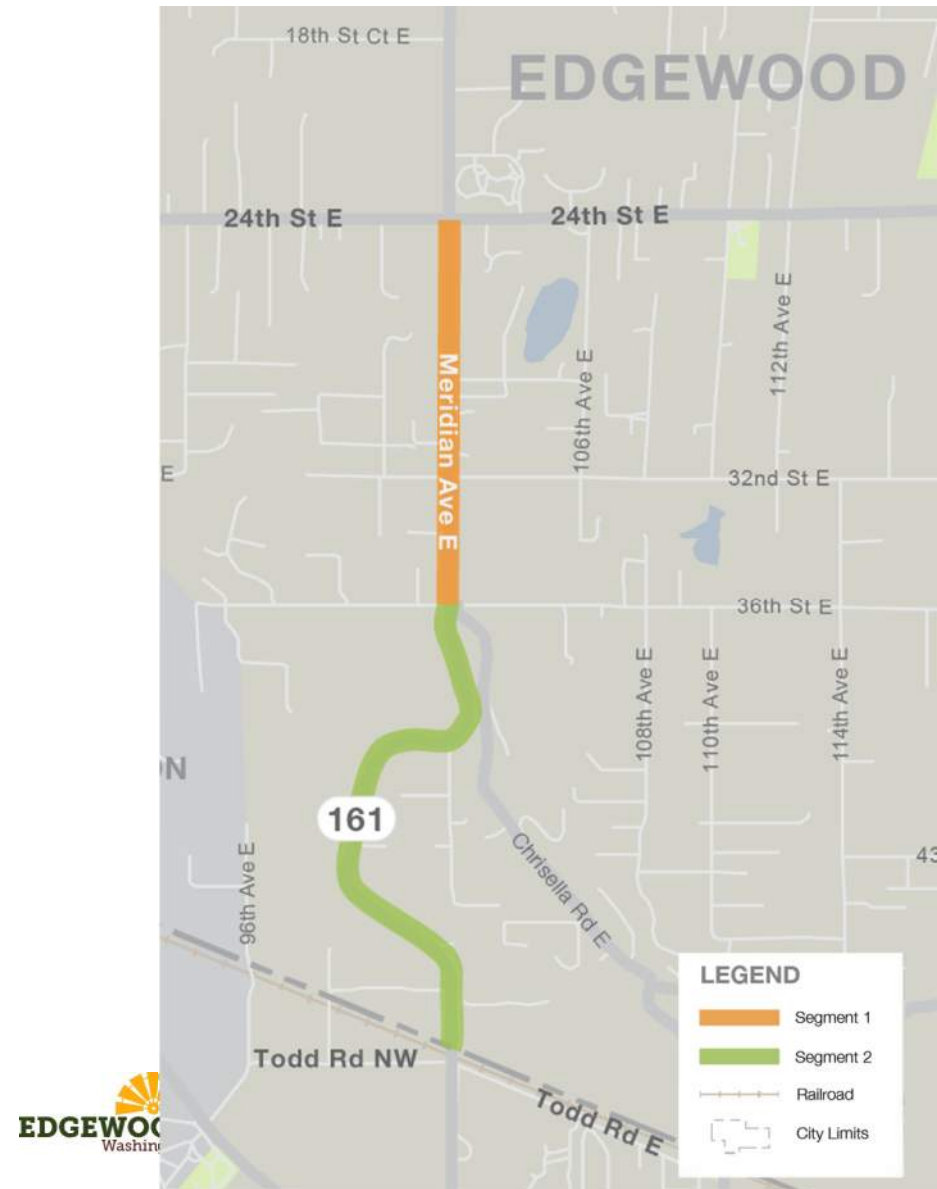 18th St Ct E
EDGEWOOD
24th St E
24th St E
Meridian Ave E
106th Ave E
112th Ave E
E
32nd St E
36th St E
108th Ave E
110th Ave E
114th Ave E
ON
161
Chrisella Rd E
43
96th Ave E
LEGEND
Segment 1
Segment 2
Railroad
City Limits
Todd Rd NW
Todd Rd E
EDGEWOO
Washin